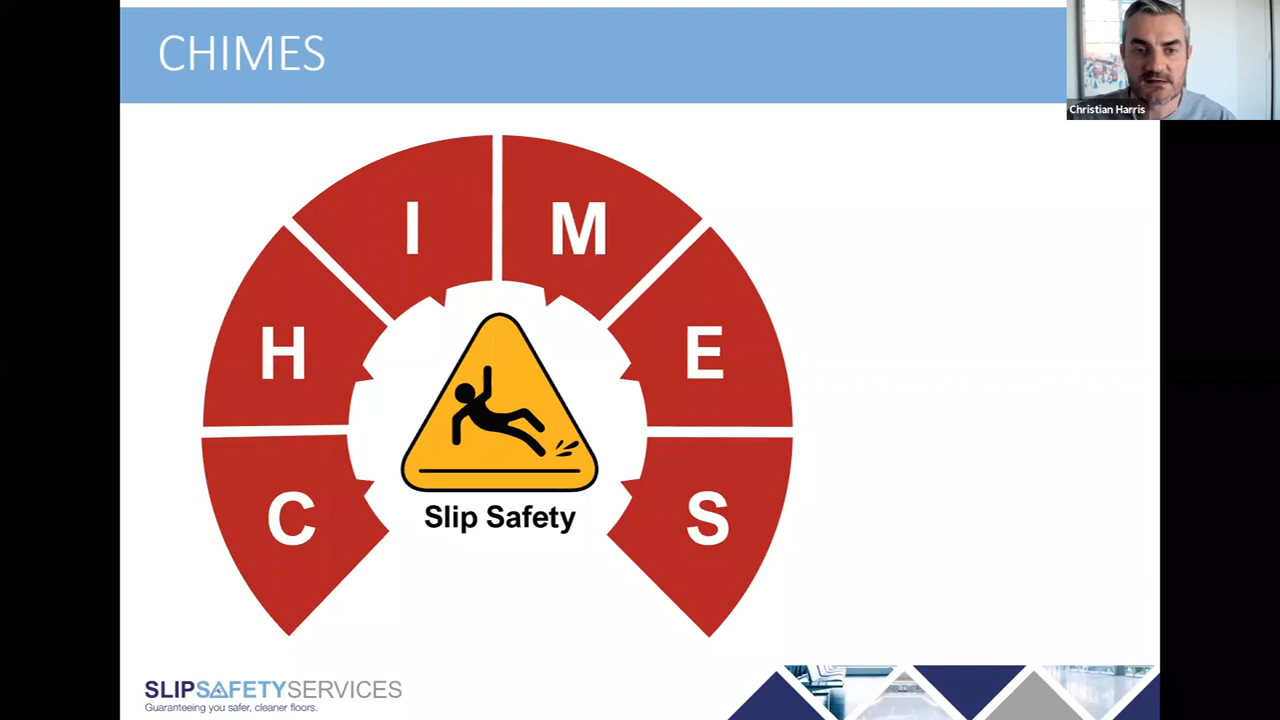 CHIMES
Christian Harris
I
M
H
E
C
S
Slip Safety
SLIPSAFETYSERVICES
Guaranteeing you safer, cleaner floors.